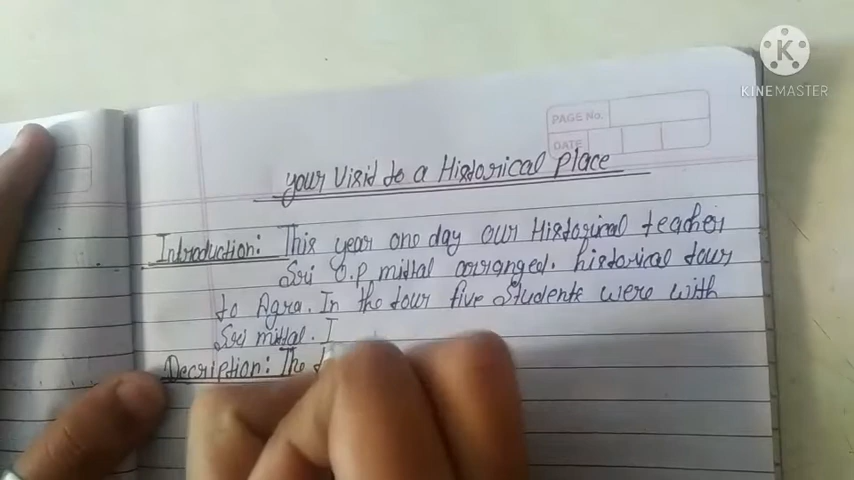 K
KINEMASTER
PAGE No.
DATE
your Visit to a Historical place
Introduction: This year one day our Historical teacher
Sri O.P mittal arranged. historical tour
to Agra. In the tour five Students were with
Sri mittal. I
Decription: The